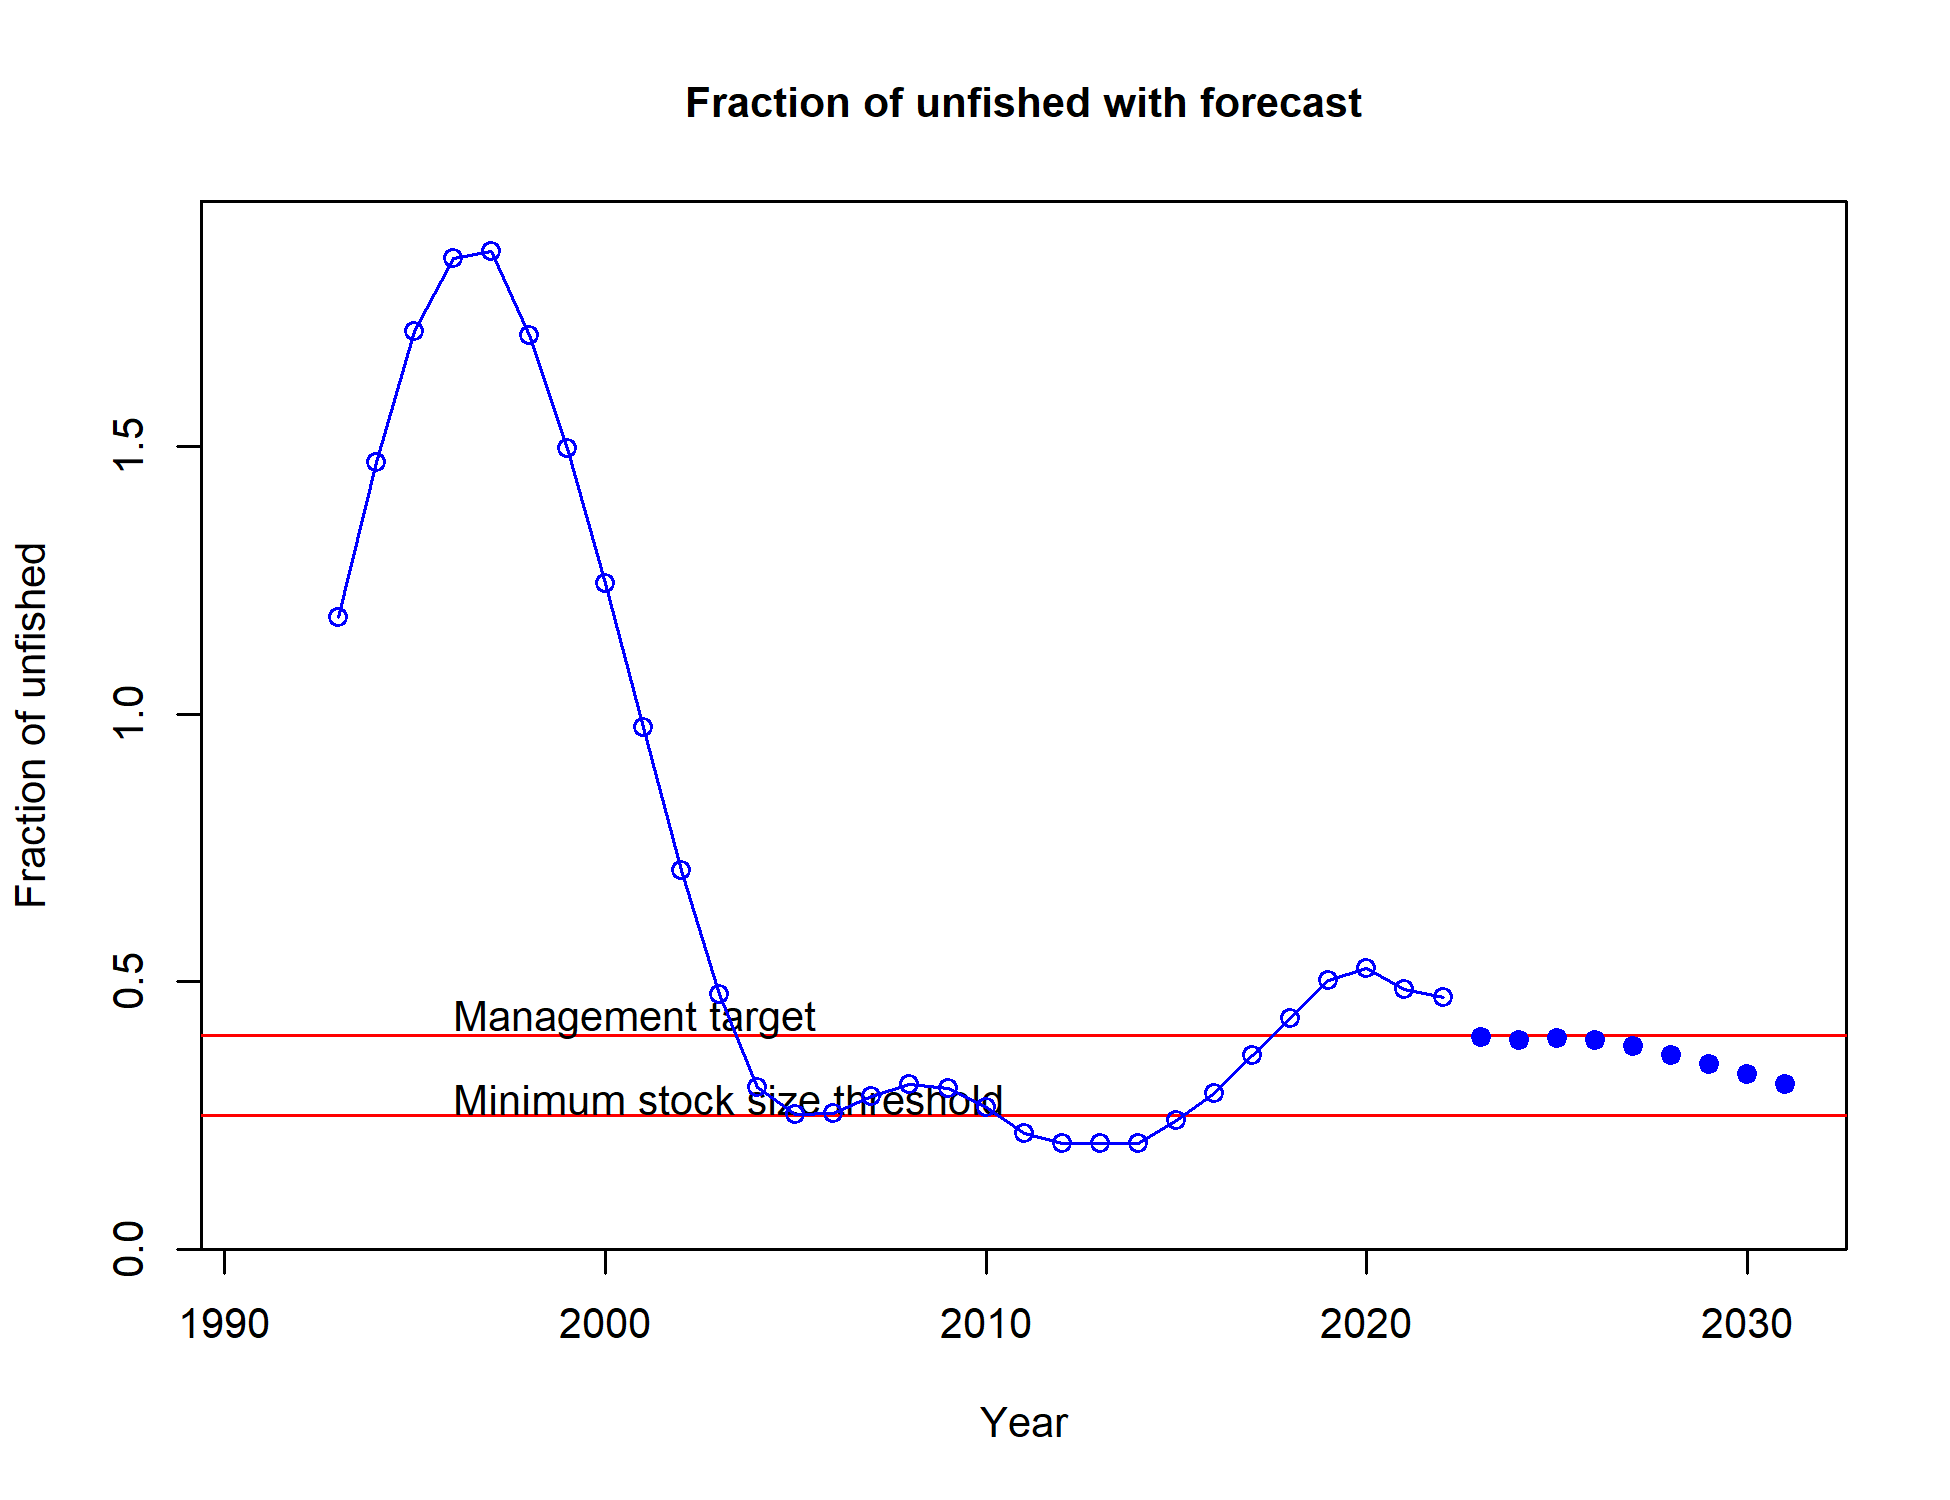 Fraction of unfished with forecast
Fraction of unfished
1.5
1.0
0.5
0.0
Management target
Minimum stock size threshold
1990 2000 2010 2020 2030
Year